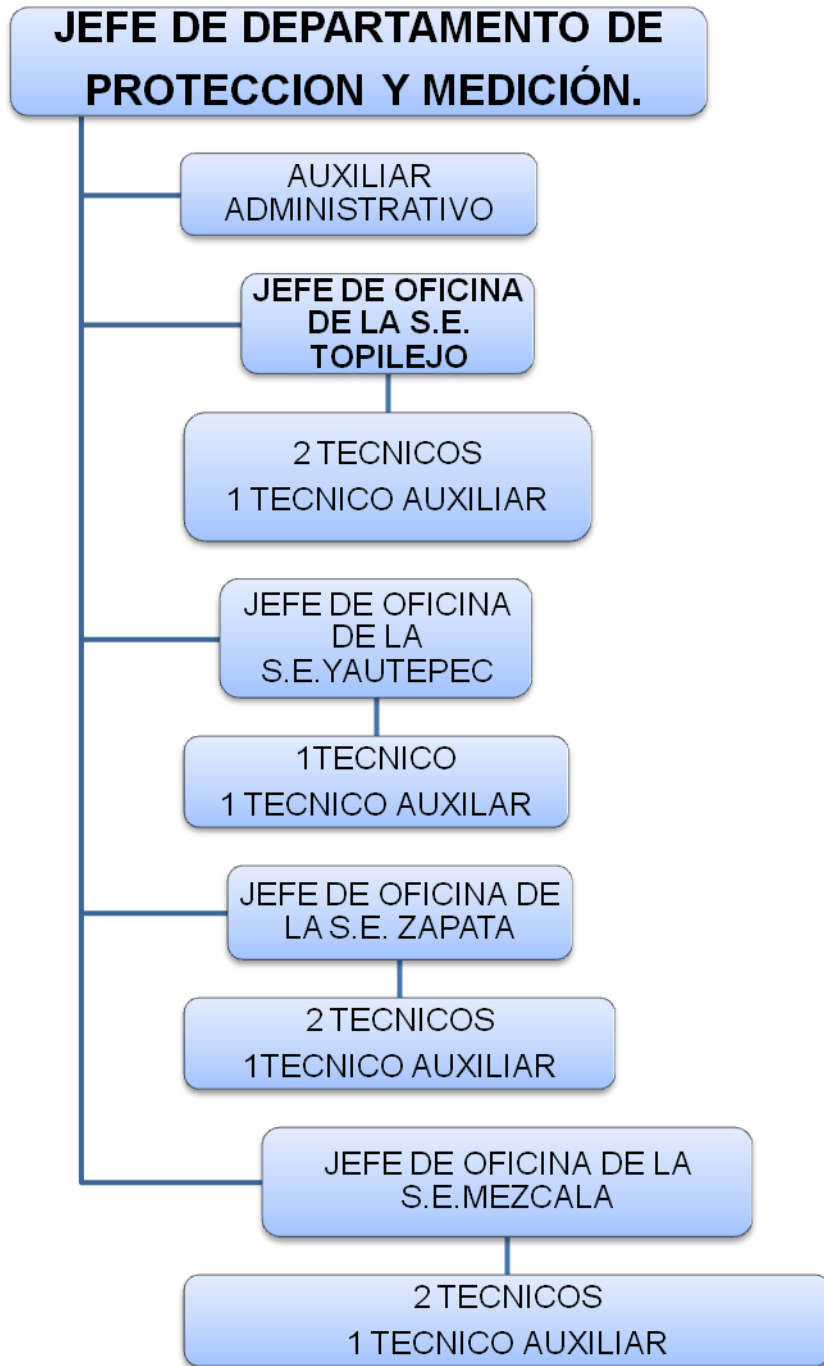 JEFE DE DEPARTAMENTO DE
PROTECCION Y MEDICIÓN.
AUXILIAR
ADMINISTRATIVO
JEFE DE OFICINA
DE LA S.E.
TOPILEJO
2 TECNICOS
1 TECNICO AUXILIAR
JEFE DE OFICINA
DE LA
S.E.YAUTEPEC
1TECNICO
1 TECNICO AUXILAR
JEFE DE OFICINA DE
LA S.E. ZAPATA
2 TECNICOS
1TECNICO AUXILIAR
JEFE DE OFICINA DE LA
S.E.MEZCALA
2 TECNICOS
1 TECNICO AUXILIAR